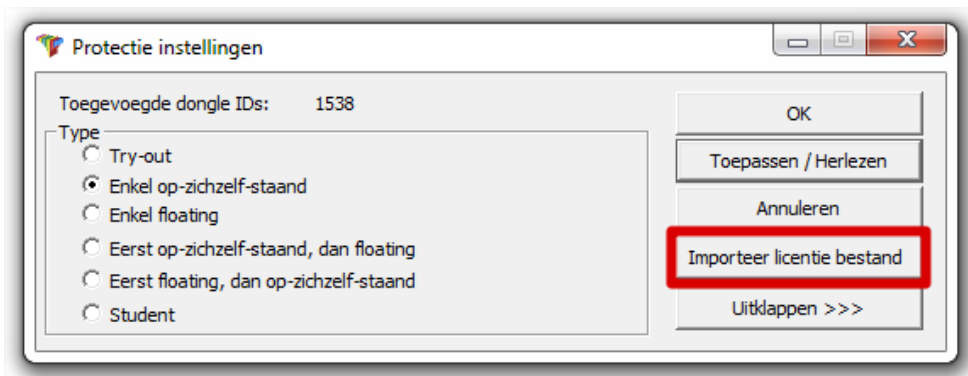 Protectie instellingen
Toegevoegde dongle IDs: 1538
Type
Try-out
Enkel op-zichzelf-staand
Enkel floating
Eerst op-zichzelf-staand, dan floating
Eerst floating, dan op-zichzelf-staand
Student
OK
Toepassen / Herlezen
Annuleren
Importeer licentie bestand
Uitklappen >>>